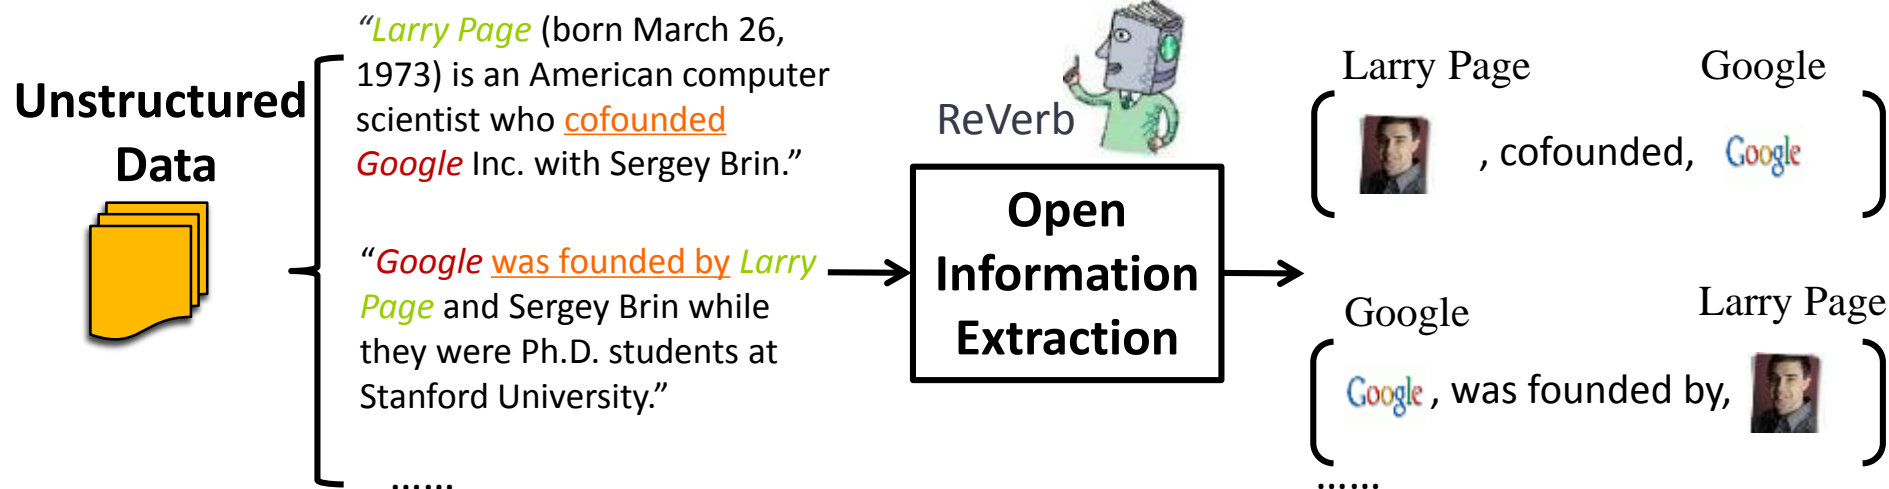 Unstructured
Data
“Larry Page (born March 26,
1973) is an American computer
scientist who cofounded
Google Inc. with Sergey Brin.”
“Google was founded by Larry
Page and Sergey Brin while
they were Ph.D. students at
Stanford University.”
......
ReVerb
Open
Information
Extraction
Larry Page Google
, cofounded, Google
Google Larry Page
Google , was founded by,
......